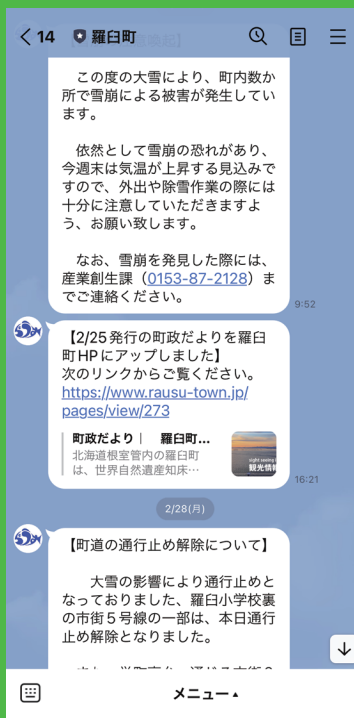 14 羅臼町
この度の大雪により、町内数か
所で雪崩による被害が発生してい
ます。
依然として雪崩の恐れがあり、
今週末は気温が上昇する見込みで
すので、外出や除雪作業の際には
十分に注意していただきますよ
う、お願い致します。
なお、雪崩を発見した際には、
産業創生課（0153-87-2128）ま
でご連絡ください。
9:52
【2/25発行の町政だよりを羅臼
町HPにアップしました】
次のリンクからご覧ください。
https://www.rausu-town.jp/
pages/view/273
町政だより｜ 羅臼町...
北海道根室管内の羅臼町
は、世界自然遺産知床…
sight seeing
観光情報
16:21
2/28(月)
【町道の通行止め解除について】
大雪の影響により通行止めと
なっておりました、羅臼小学校裏
の市街５号線の一部は、本日通行
止め解除となりました。
メニュー▲